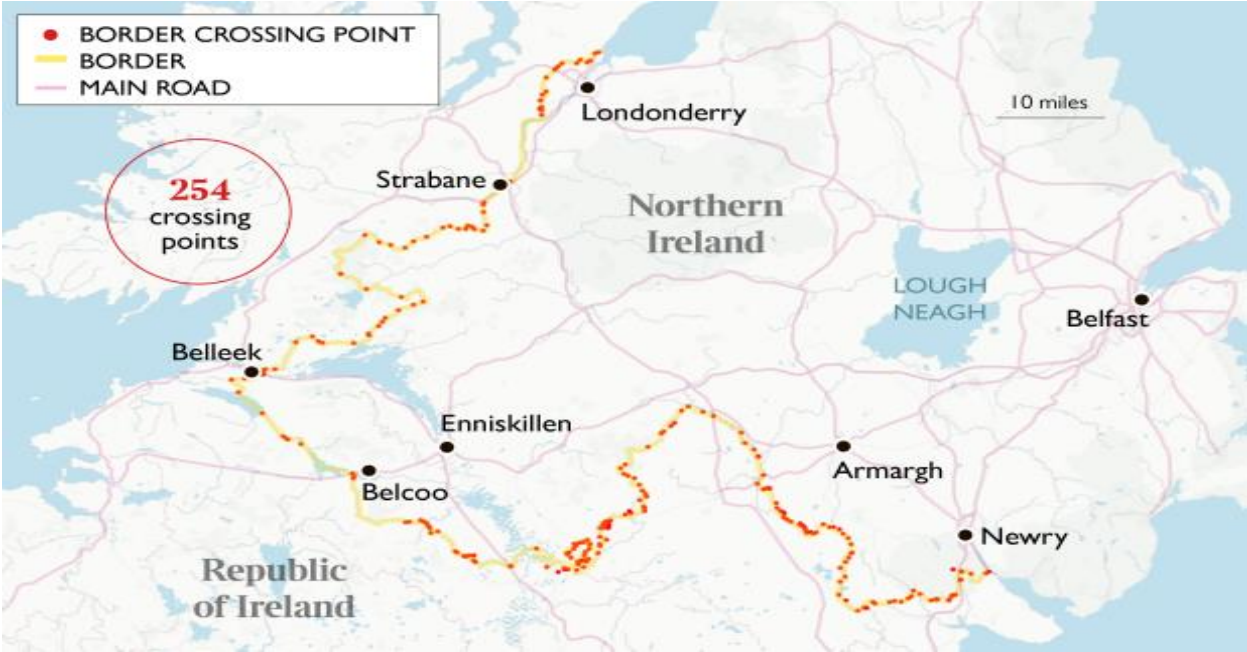 BORDER CROSSING POINT
BORDER
MAIN ROAD
10 miles
Londonderry
254
crossing
points
Strabane
Northern
Ireland
LOUGH
NEAGH
Belfast
Belleek
Enniskillen
Armargh
Belcoo
Newry
Republic
of Ireland